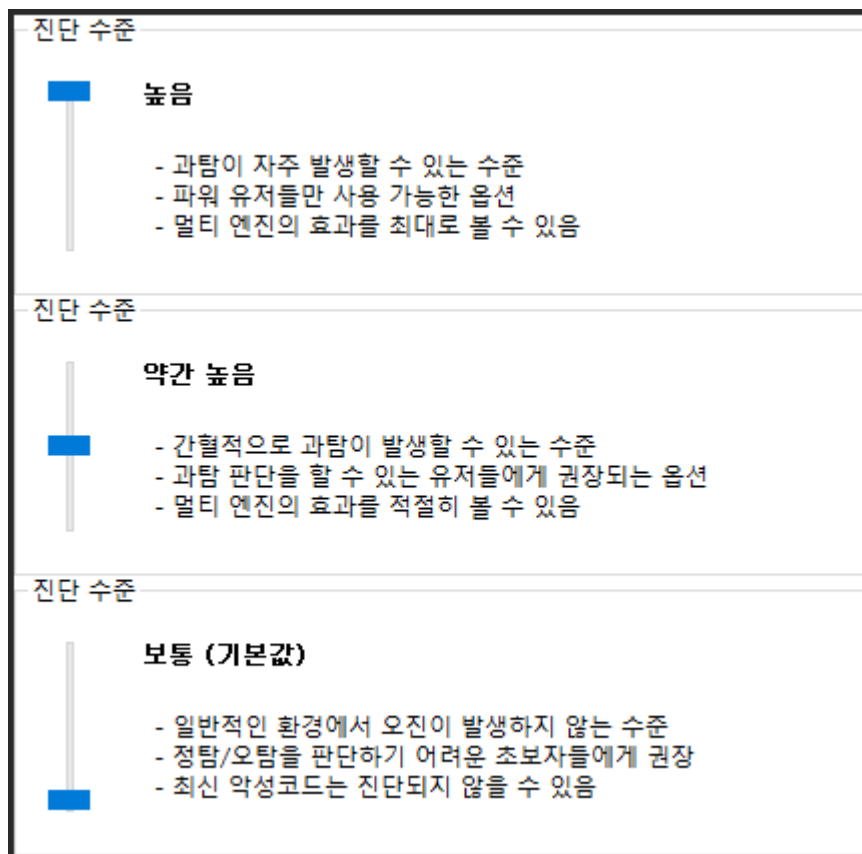 진단 수준
높음
- 과탐이 자주 발생할 수 있는 수준
- 파워 유저들만 사용 가능한 옵션
- 멀티 엔진의 효과를 최대로 볼 수 있음
진단 수준
약간 높음
- 간헐적으로 과탐이 발생할 수 있는 수준
- 과탐 판단을 할 수 있는 유저들에게 권장되는 옵션
- 멀티 엔진의 효과를 적절히 볼 수 있음
진단 수준
보통 (기본값)
- 일반적인 환경에서 오진이 발생하지 않는 수준
- 정탐/오탐을 판단하기 어려운 초보자들에게 권장
- 최신 악성코드는 진단되지 않을 수 있음